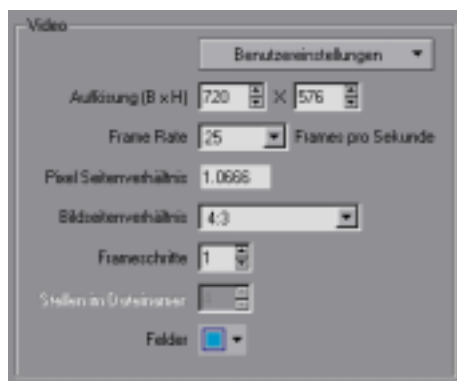 Video
Benutzereinstellungen
Auflösung (B x H) 720 X 576
Frame Rate 25 Frames pro Sekunde
Pixel Seitenverhältnis 1.0666
Bildseitenverhältnis 4:3
Frameschritte 1
Stellen im Dateinamen
Felder